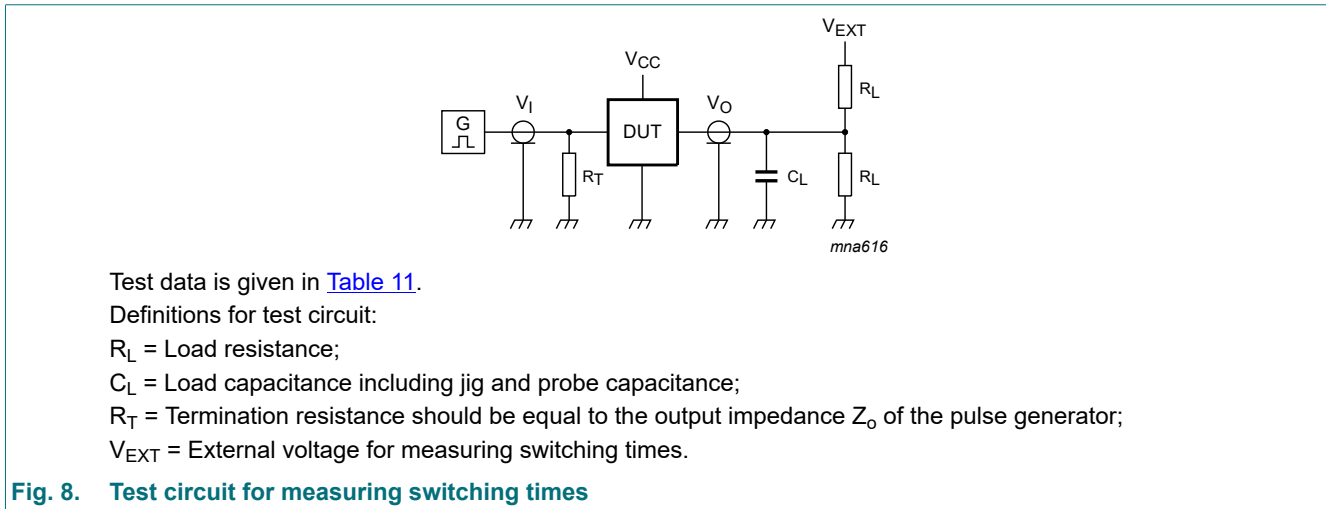 VEXT
VCC
RL
VI
VO
G
DUT
RT
CL
RL
mna616
Test data is given in Table 11.
Definitions for test circuit:
RL = Load resistance;
CL = Load capacitance including jig and probe capacitance;
RT = Termination resistance should be equal to the output impedance Zo of the pulse generator;
VEXT = External voltage for measuring switching times.
Fig. 8. Test circuit for measuring switching times